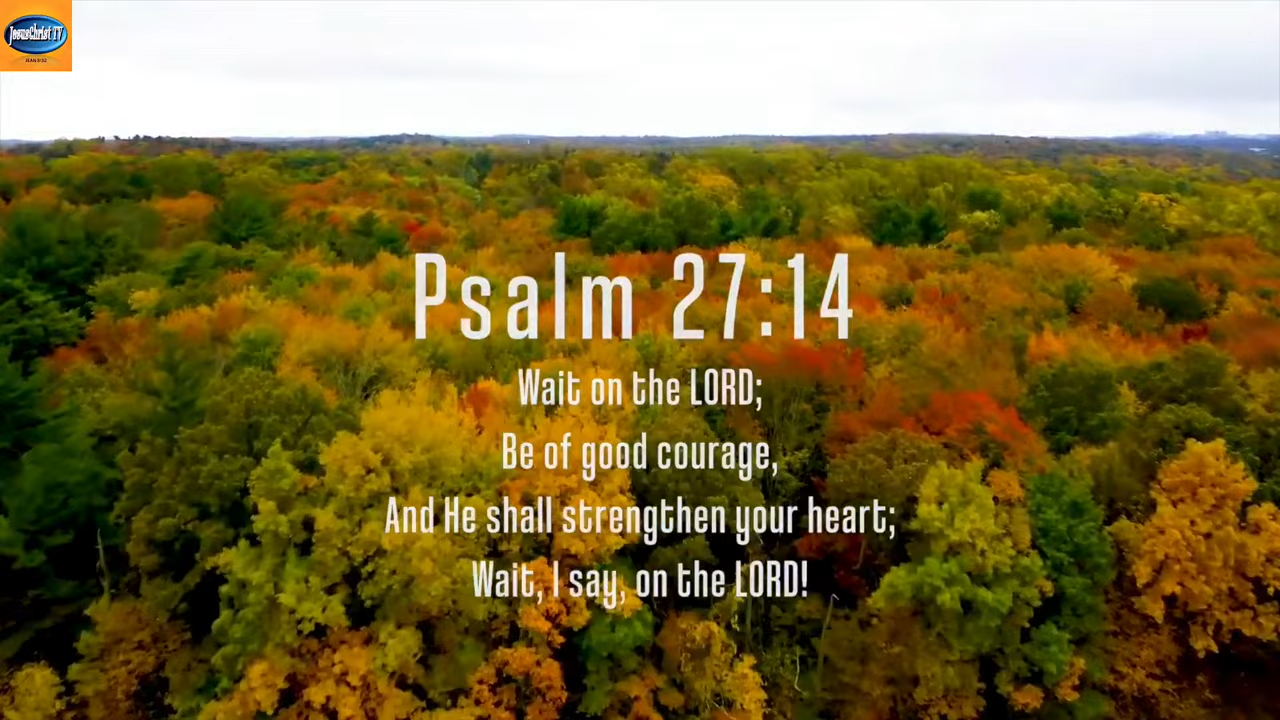 JesusChrist TV
Psalm 27:14
Wait on the LORD;
Be of good courage,
And He shall strengthen your heart;
Wait, I say, on the LORD!